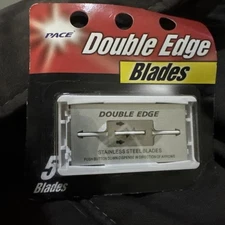 PACE
Double Edge
Blades
DOUBLE EDGE
STAINLESS STEEL BLADES
5
Blades